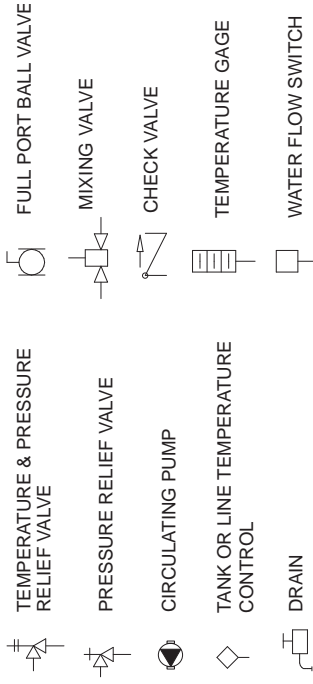 TEMPERATURE & PRESSURE
RELIEF VALVE
PRESSURE RELIEF VALVE
CIRCULATING PUMP
TANK OR LINE TEMPERATURE
CONTROL
DRAIN
FULL PORT BALL VALVE
MIXING VALVE
CHECK VALVE
TEMPERATURE GAGE
WATER FLOW SWITCH